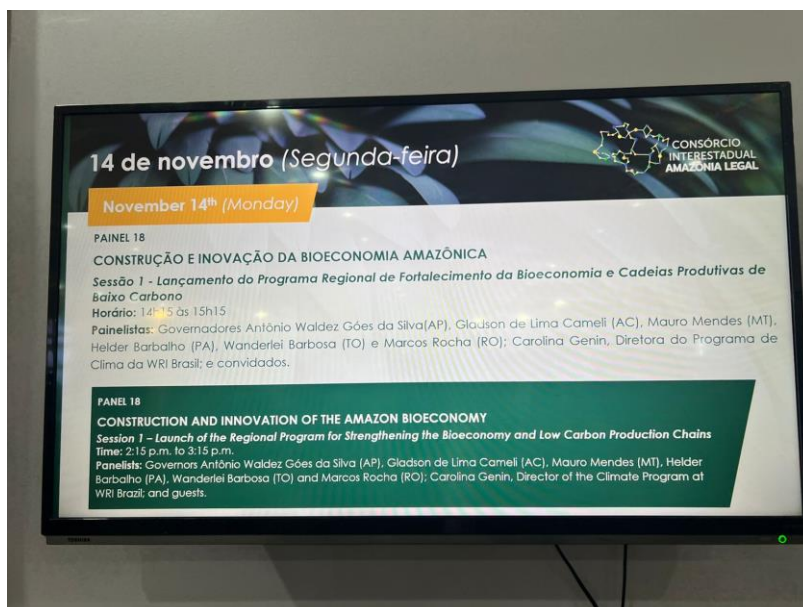 14 de novembro (Segunda-feira)
CONSÓRCIO
INTERESTADUAL
AMAZÔNIA LEGAL
November 14th (Monday)
PAINEL 18
CONSTRUÇÃO E INOVAÇÃO DA BIOECONOMIA AMAZÔNICA
Sessão 1 - Lançamento do Programa Regional de Fortalecimento da Bioeconomia e Cadeias Produtivas de
Baixo Carbono
Horário: 14h15 às 15h15
Painelistas: Governadores Antônio Waldez Góes da Silva(AP), Gladson de Lima Cameli (AC), Mauro Mendes (MT),
Helder Barbalho (PA), Wanderlei Barbosa (TO) e Marcos Rocha (RO); Carolina Genin, Diretora do Programa de
Clima da WRI Brasil; e convidados.
PANEL 18
CONSTRUCTION AND INNOVATION OF THE AMAZON BIOECONOMY
Session 1 – Launch of the Regional Program for Strengthening the Bioeconomy and Low Carbon Production Chains
Time: 2:15 p.m. to 3:15 p.m.
Panelists: Governors Antônio Waldez Góes da Silva (AP), Gladson de Lima Cameli (AC), Mauro Mendes (MT), Helder
Barbalho (PA), Wanderlei Barbosa (TO) and Marcos Rocha (RO); Carolina Genin, Director of the Climate Program at
WRI Brazil; and guests.
TOSHIBA